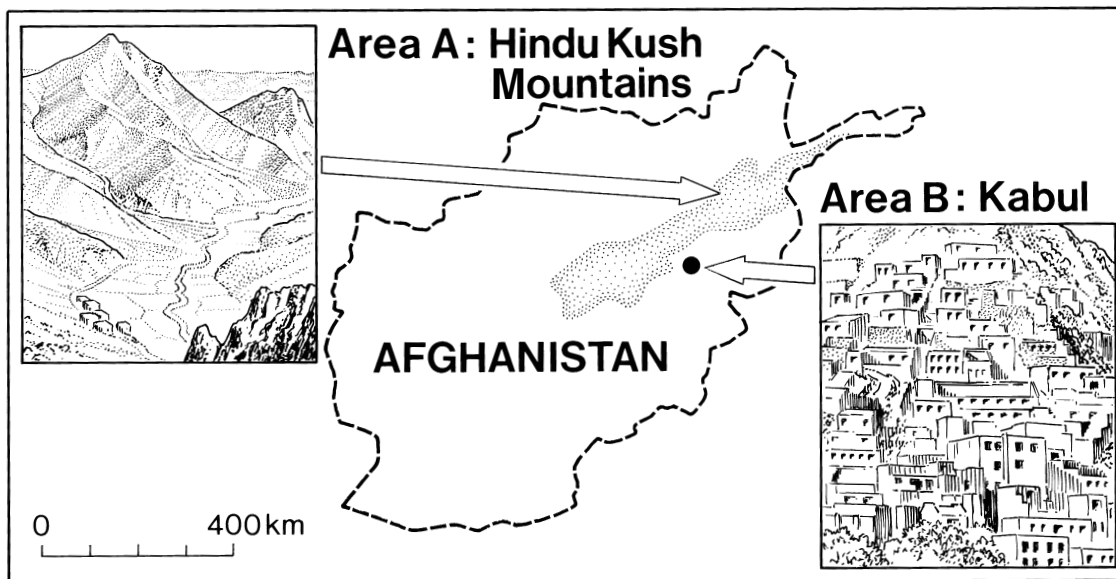 Area A: Hindu Kush
Mountains
Area B: Kabul
AFGHANISTAN
0 400km